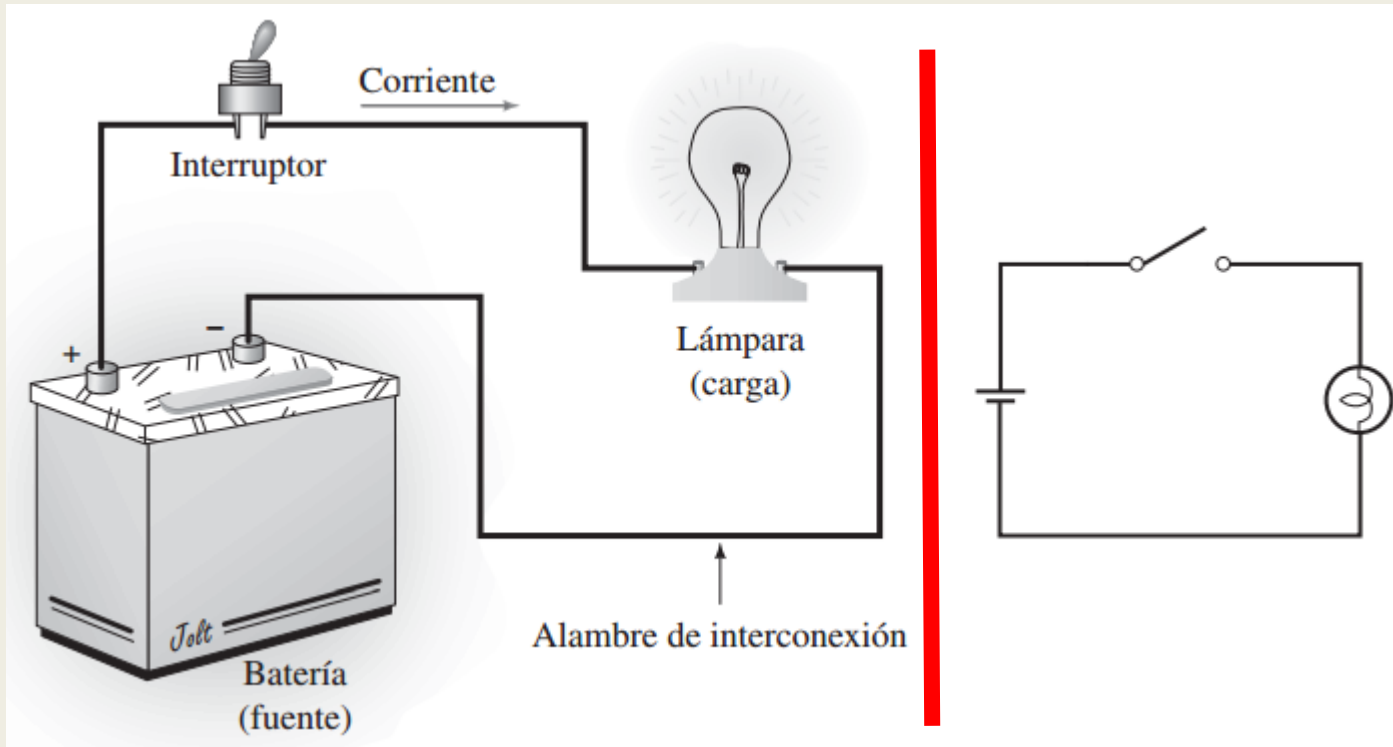 Corriente
Interruptor
Lámpara
(carga)
−
+
Jolt
Alambre de interconexión
Batería
(fuente)